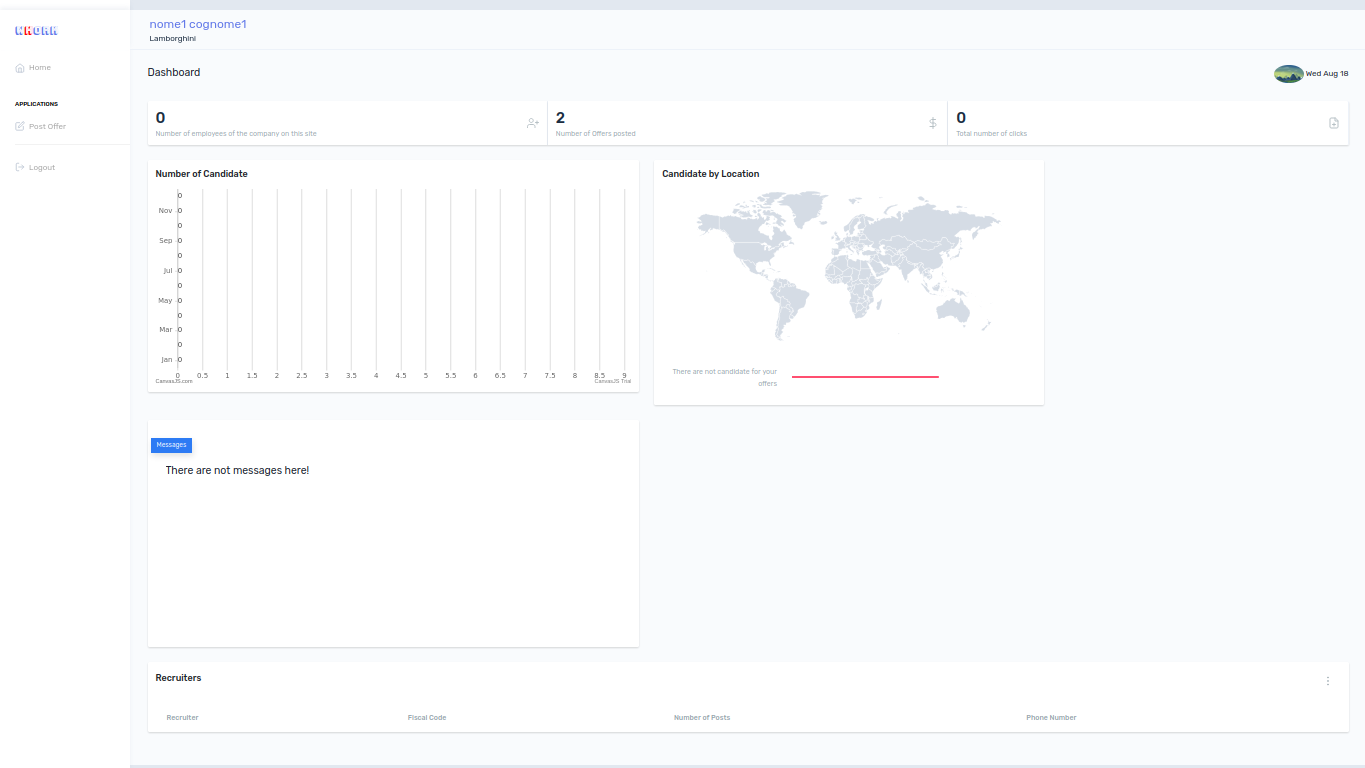 WHORK
nome1 cognome1
Lamborghini
Home
APPLICATIONS
Post Offer
Logout
Dashboard
Wed Aug 18
0
Number of employees of the company on this site
2
Number of Offers posted
0
Total number of clicks
Number of Candidate
0
Nov 0
0
Sep 0
0
Jul 0
0
May 0
0
Mar 0
0
Jan 0
0 0.5 1 1.5 2 2.5 3 3.5 4 4.5 5 5.5 6 6.5 7 7.5 8 8.5 9
CanvasJS.com
CanvasJS Trial
Candidate by Location
There are not candidate for your
offers
Messages
There are not messages here!
Recruiters
Recruiter Fiscal Code Number of Posts Phone Number